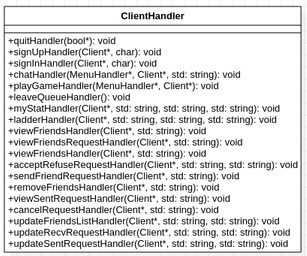 ClientHandler
+quitHandler(bool*): void
+signUpHandler(Client*, char): void
+signInHandler(Client*, char): void
+chatHandler(MenuHandler*, Client*, std: string): void
+playGameHandler(MenuHandler*, Client*): void
+leaveQueueHandler(): void
+myStatHandler(Client*, std: string, std: string, std: string): void
+ladderHandler(Client*, std: string, std: string, std: string): void
+viewFriendsHandler(Client*, std: string): void
+viewFriendsRequestHandler(Client*, std: string): void
+viewFriendsHandler(Client*, std: string): void
+acceptRefuseRequestHandler(Client*, std: string, std: string): void
+sendFriendRequestHandler(Client*, std: string): void
+removeFriendsHandler(Client*, std: string): void
+viewSentRequestHandler(Client*, std: string): void
+cancelRequestHandler(Client*, std: string): void
+updateFriendsListHandler(Client*, std: string, std: string): void
+updateRecvRequestHandler(Client*, std: string, std: string): void
+updateSentRequestHandler(Client*, std: string, std: string): void